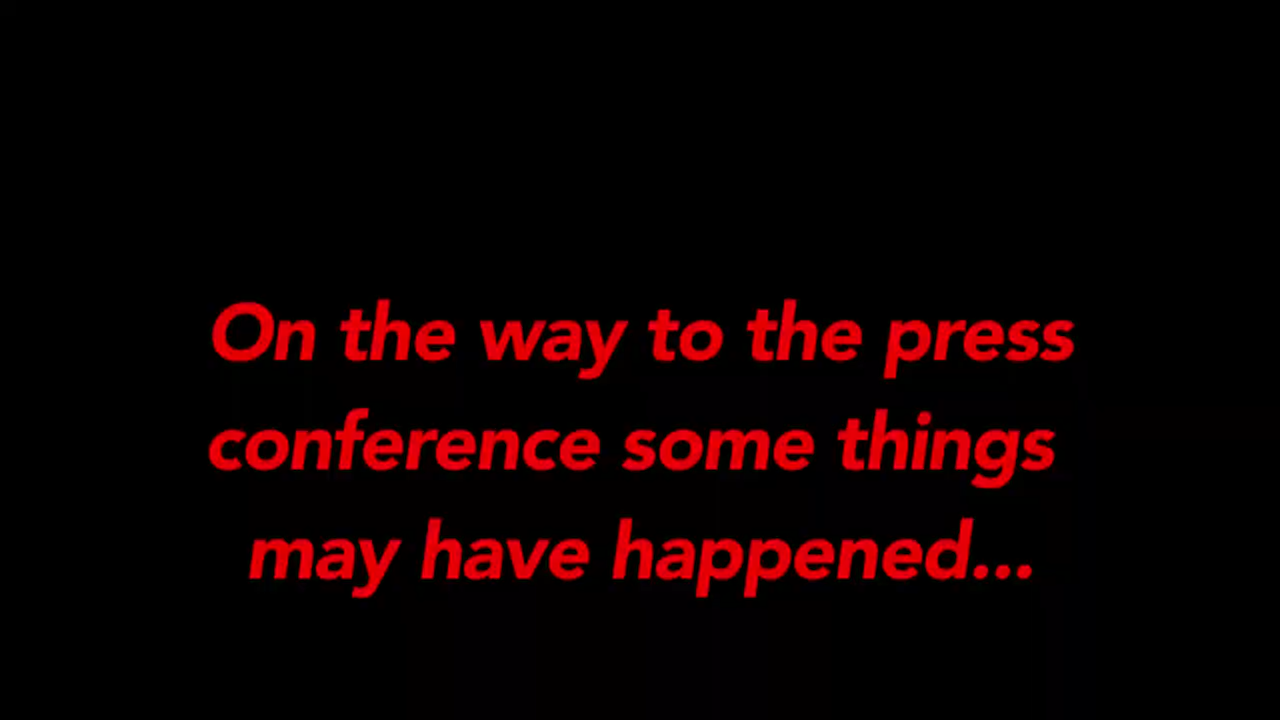 On the way to the press
conference some things
may have happened...